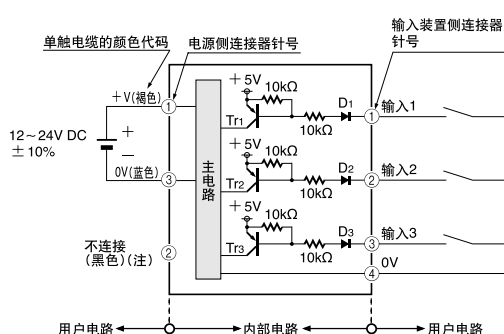 单触电缆的颜色代码
电源侧连接器针号
输入装置侧连接器
针号
+V(褐色)
①
+5V
10kΩ
Tr1
10kΩ
D1
①
输入1
12~24V DC
±10%
+
−
主电路
+5V
10kΩ
Tr2
10kΩ
D2
②
输入2
0V(蓝色)
③
+5V
10kΩ
Tr3
10kΩ
D3
③
输入3
不连接
(黑色)(注)
②
④
0V
用户电路
内部电路
用户电路